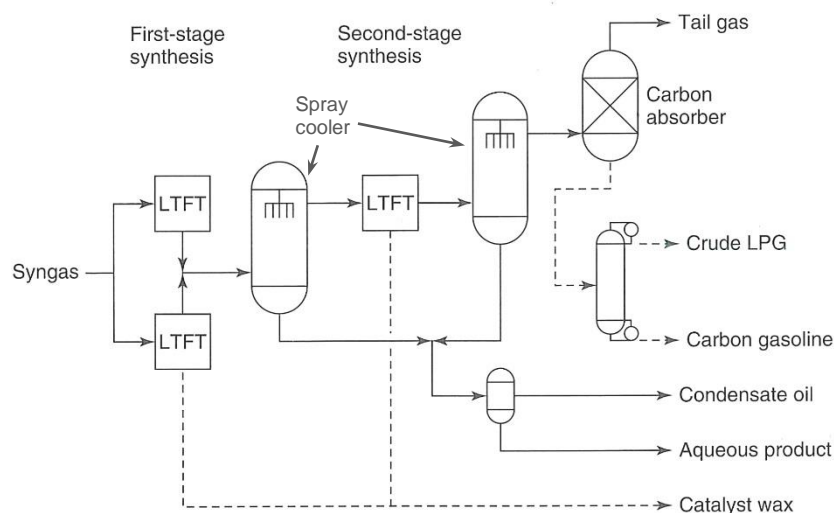 First-stage
synthesis
Second-stage
synthesis
Tail gas
Spray
cooler
Carbon
absorber
LTFT
LTFT
Syngas
LTFT
Crude LPG
Carbon gasoline
Condensate oil
Aqueous product
Catalyst wax